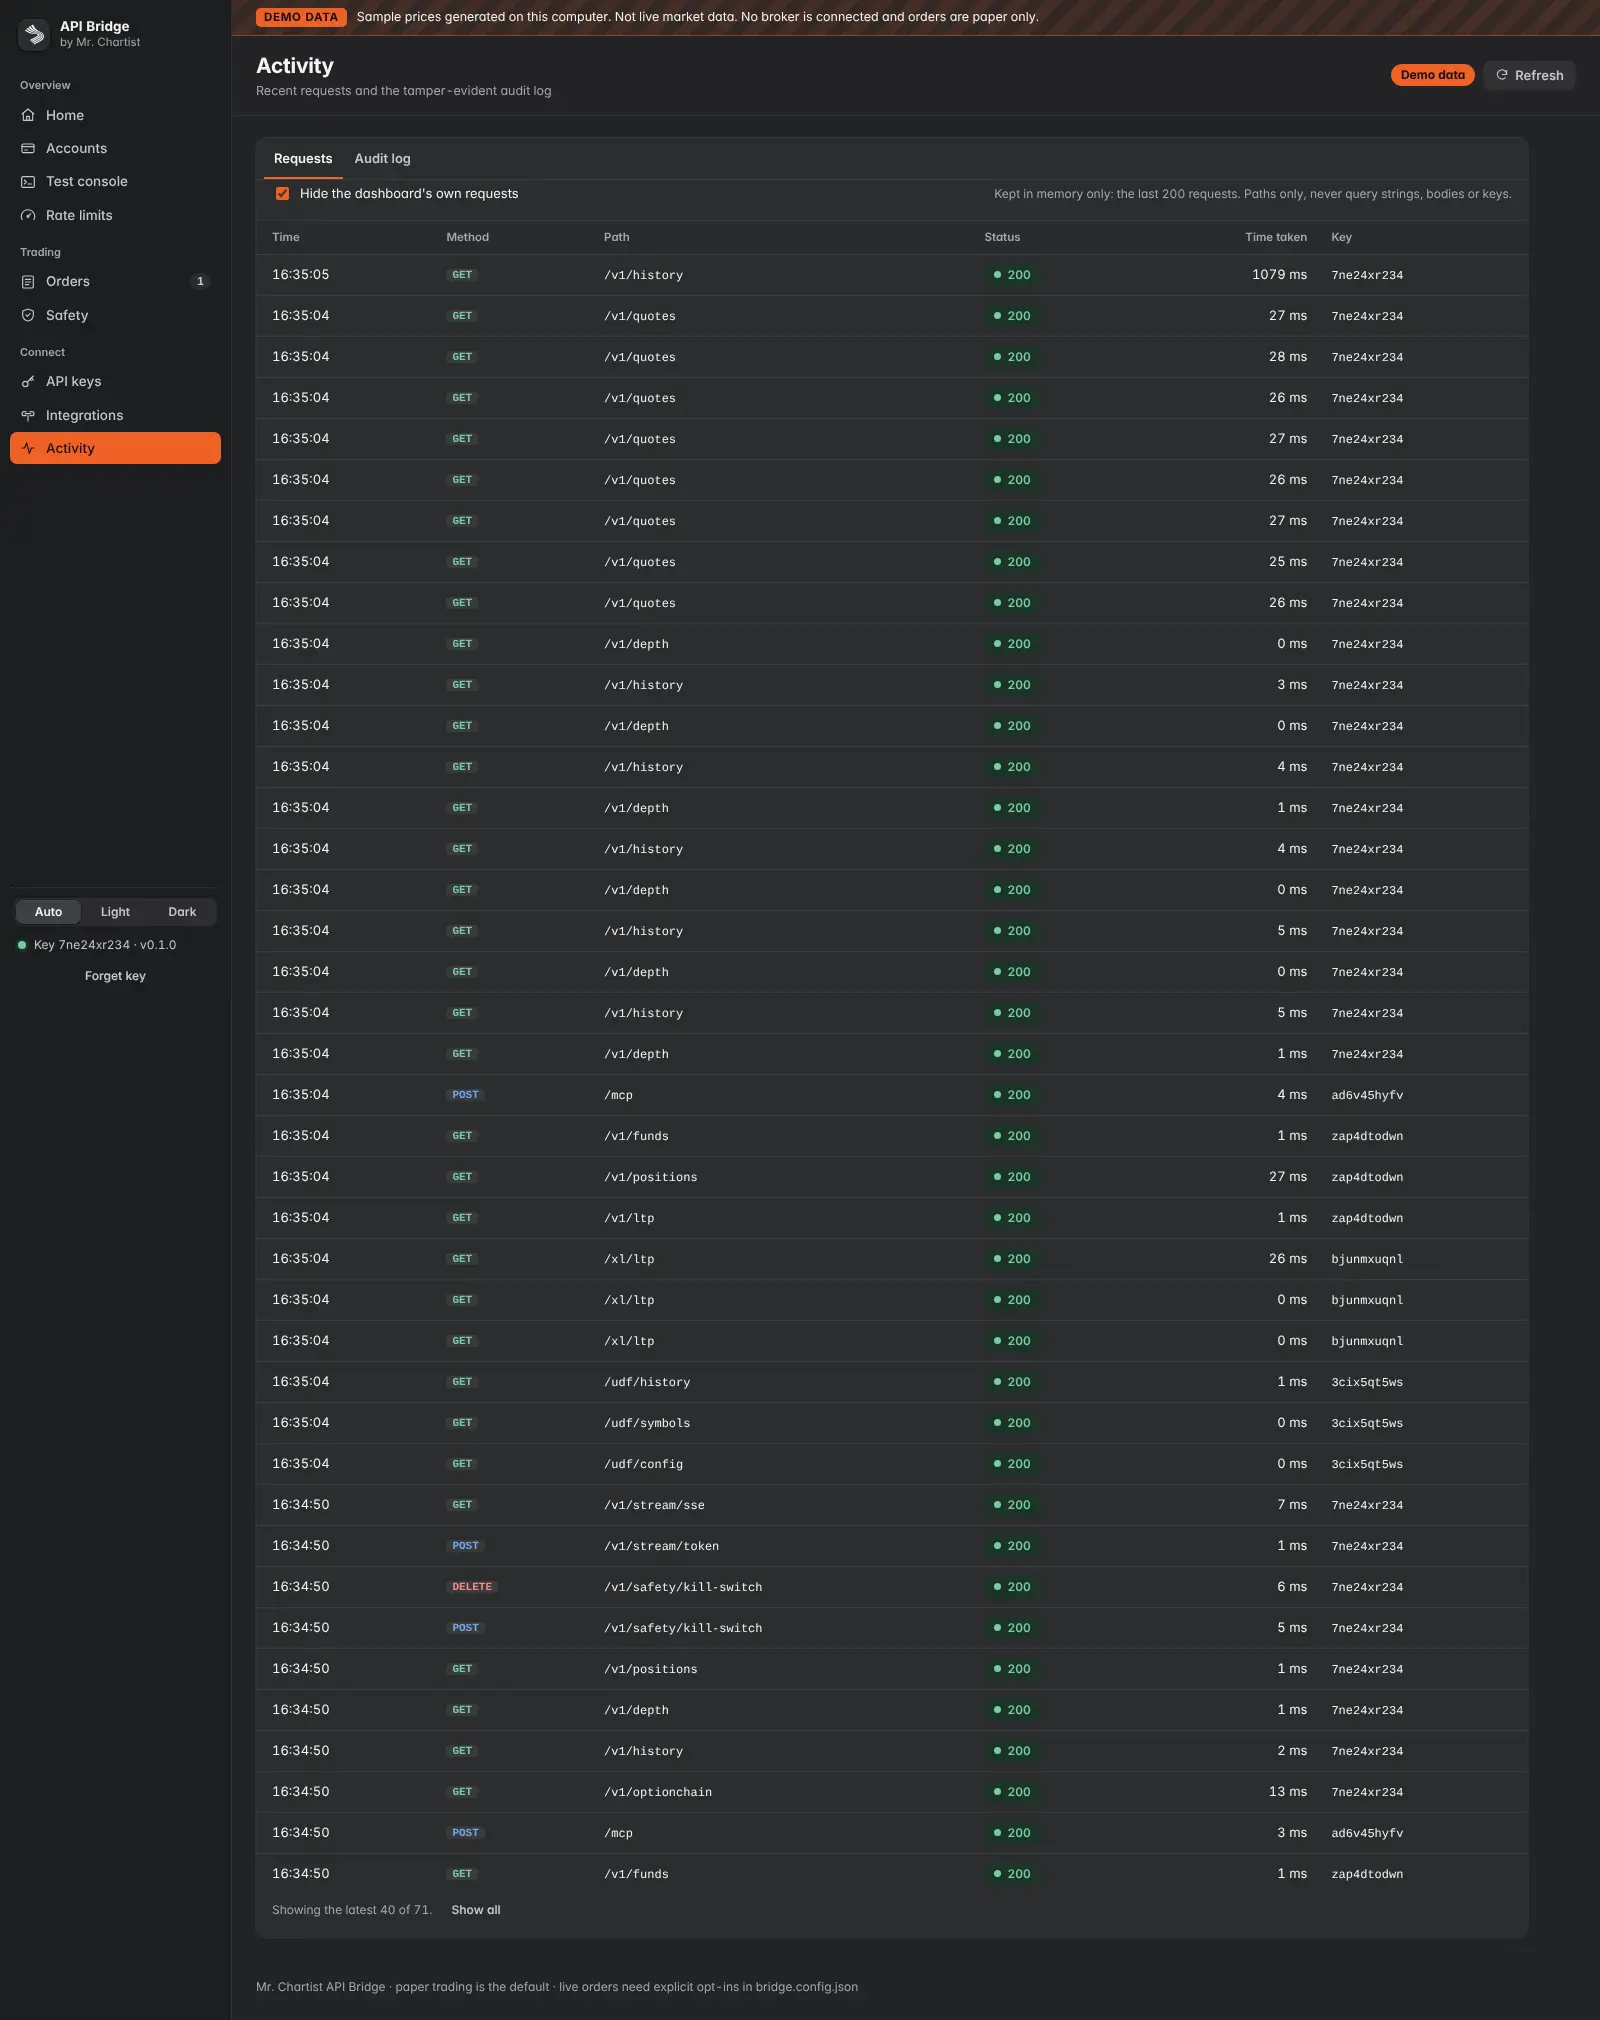 API Bridge
by Mr. Chartist
Overview
Home
Accounts
Test console
Rate limits
Trading
Orders 1
Safety
Connect
API keys
Integrations
Activity
Auto Light Dark
Key 7ne24xr234 · v0.1.0
Forget key
DEMO DATA Sample prices generated on this computer. Not live market data. No broker is connected and orders are paper only.
Activity
Recent requests and the tamper-evident audit log
Demo data Refresh
Requests Audit log
Hide the dashboard's own requests Kept in memory only: the last 200 requests. Paths only, never query strings, bodies or keys.
Time Method Path Status Time taken Key
16:35:05 GET /v1/history 200 1079 ms 7ne24xr234
16:35:04 GET /v1/quotes 200 27 ms 7ne24xr234
16:35:04 GET /v1/quotes 200 28 ms 7ne24xr234
16:35:04 GET /v1/quotes 200 26 ms 7ne24xr234
16:35:04 GET /v1/quotes 200 27 ms 7ne24xr234
16:35:04 GET /v1/quotes 200 26 ms 7ne24xr234
16:35:04 GET /v1/quotes 200 27 ms 7ne24xr234
16:35:04 GET /v1/quotes 200 25 ms 7ne24xr234
16:35:04 GET /v1/quotes 200 26 ms 7ne24xr234
16:35:04 GET /v1/depth 200 0 ms 7ne24xr234
16:35:04 GET /v1/history 200 3 ms 7ne24xr234
16:35:04 GET /v1/depth 200 0 ms 7ne24xr234
16:35:04 GET /v1/history 200 4 ms 7ne24xr234
16:35:04 GET /v1/depth 200 1 ms 7ne24xr234
16:35:04 GET /v1/history 200 4 ms 7ne24xr234
16:35:04 GET /v1/depth 200 0 ms 7ne24xr234
16:35:04 GET /v1/history 200 5 ms 7ne24xr234
16:35:04 GET /v1/depth 200 0 ms 7ne24xr234
16:35:04 GET /v1/history 200 5 ms 7ne24xr234
16:35:04 GET /v1/depth 200 1 ms 7ne24xr234
16:35:04 POST /mcp 200 4 ms ad6v45hyfv
16:35:04 GET /v1/funds 200 1 ms zap4dtodwn
16:35:04 GET /v1/positions 200 27 ms zap4dtodwn
16:35:04 GET /v1/ltp 200 1 ms zap4dtodwn
16:35:04 GET /xl/ltp 200 26 ms bjunmxuqnl
16:35:04 GET /xl/ltp 200 0 ms bjunmxuqnl
16:35:04 GET /xl/ltp 200 0 ms bjunmxuqnl
16:35:04 GET /udf/history 200 1 ms 3cix5qt5ws
16:35:04 GET /udf/symbols 200 0 ms 3cix5qt5ws
16:35:04 GET /udf/config 200 0 ms 3cix5qt5ws
16:34:50 GET /v1/stream/sse 200 7 ms 7ne24xr234
16:34:50 POST /v1/stream/token 200 1 ms 7ne24xr234
16:34:50 DELETE /v1/safety/kill-switch 200 6 ms 7ne24xr234
16:34:50 POST /v1/safety/kill-switch 200 5 ms 7ne24xr234
16:34:50 GET /v1/positions 200 1 ms 7ne24xr234
16:34:50 GET /v1/depth 200 1 ms 7ne24xr234
16:34:50 GET /v1/history 200 2 ms 7ne24xr234
16:34:50 GET /v1/optionchain 200 13 ms 7ne24xr234
16:34:50 POST /mcp 200 3 ms ad6v45hyfv
16:34:50 GET /v1/funds 200 1 ms zap4dtodwn
Showing the latest 40 of 71. Show all
Mr. Chartist API Bridge · paper trading is the default · live orders need explicit opt-ins in bridge.config.json